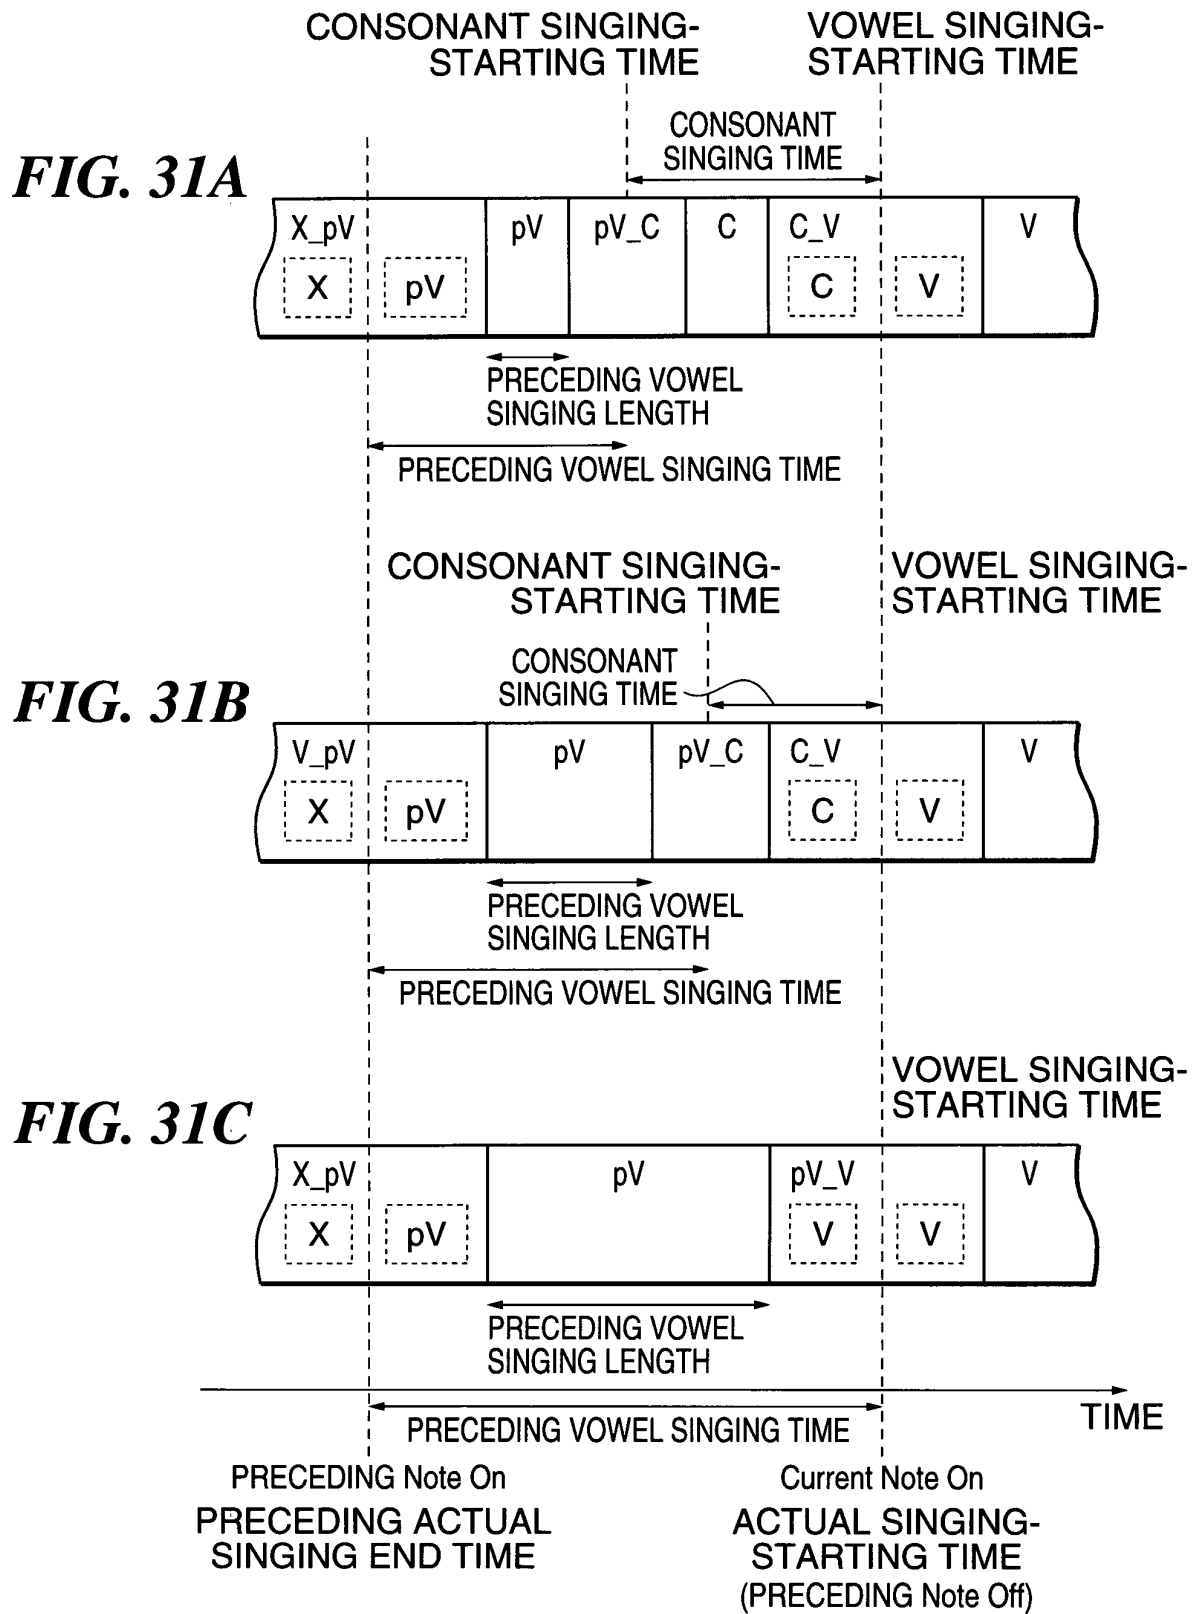 CONSONANT SINGING-
STARTING TIME
VOWEL SINGING-
STARTING TIME
CONSONANT
SINGING TIME
FIG. 31A
X_pV pV pV_C C C_V V
X pV C V
PRECEDING VOWEL
SINGING LENGTH
PRECEDING VOWEL SINGING TIME
CONSONANT SINGING-
STARTING TIME
VOWEL SINGING-
STARTING TIME
CONSONANT
SINGING TIME
FIG. 31B
V_pV pV pV_C C_V V
X pV C V
PRECEDING VOWEL
SINGING LENGTH
PRECEDING VOWEL SINGING TIME
VOWEL SINGING-
STARTING TIME
FIG. 31C
X_pV pV pV_V V
X pV V V
PRECEDING VOWEL
SINGING LENGTH
TIME
PRECEDING VOWEL SINGING TIME
PRECEDING Note On
PRECEDING ACTUAL
SINGING END TIME
Current Note On
ACTUAL SINGING-
STARTING TIME
(PRECEDING Note Off)